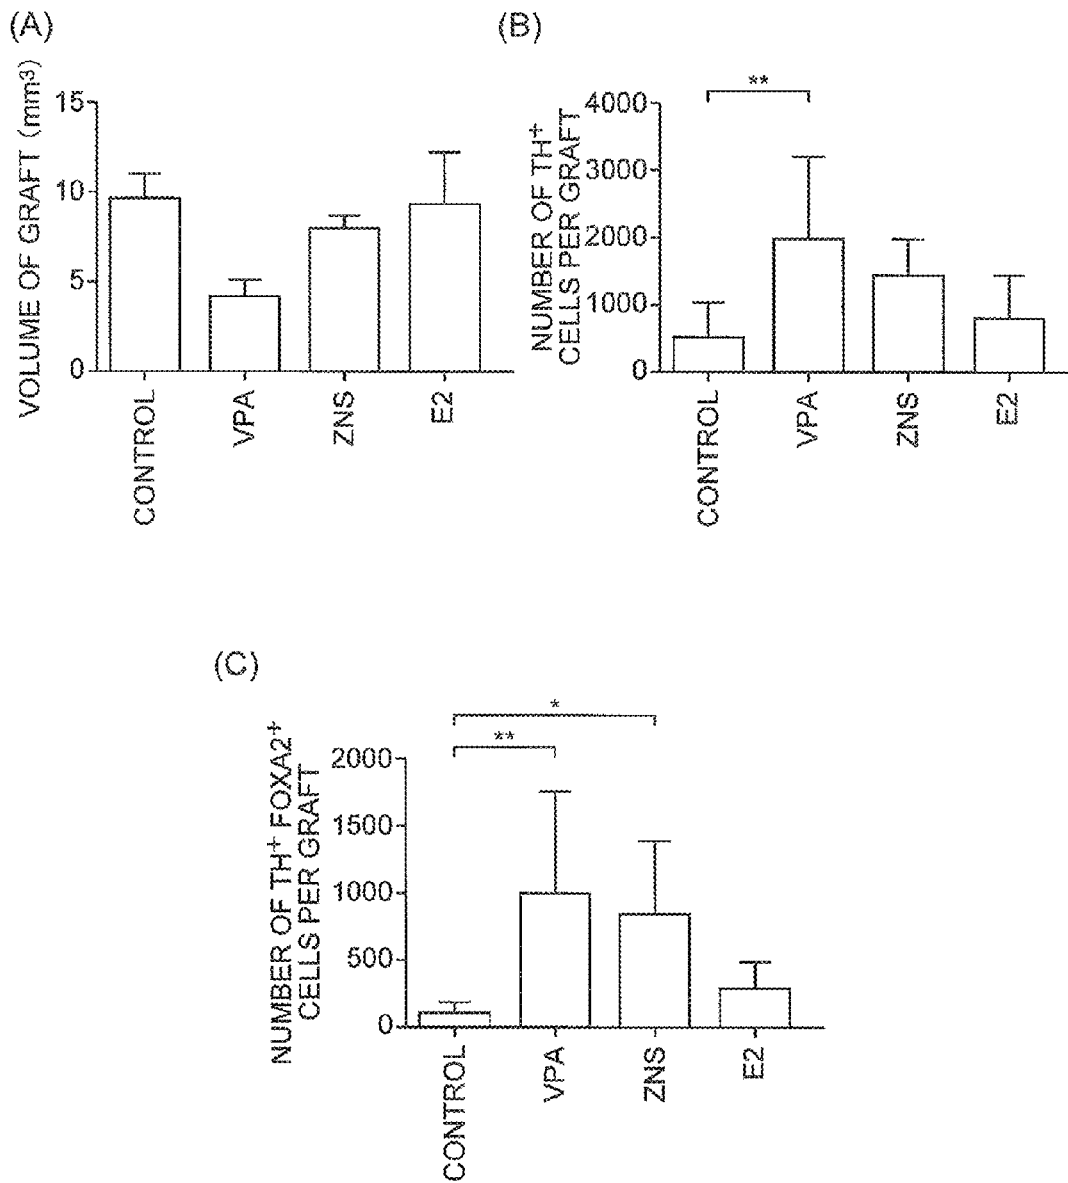 (A)
VOLUME OF GRAFT (mm³)
15
10
5
0
CONTROL
VPA
ZNS
E2
(B)
NUMBER OF TH⁺
CELLS PER GRAFT
4000
3000
2000
1000
0
**
CONTROL
VPA
ZNS
E2
(C)
NUMBER OF TH⁺ FOXA2⁺
CELLS PER GRAFT
2000
1500
1000
500
0
*
**
CONTROL
VPA
ZNS
E2